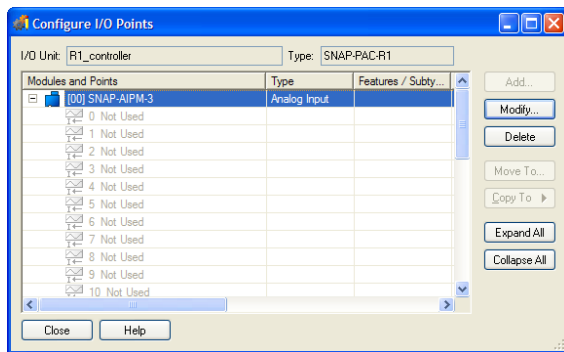 Configure I/O Points
I/O Unit: R1_controller Type: SNAP-PAC-R1
Modules and Points Type Features / Subty...
[00] SNAP-AIPM-3 Analog Input
0 Not Used
1 Not Used
2 Not Used
3 Not Used
4 Not Used
5 Not Used
6 Not Used
7 Not Used
8 Not Used
9 Not Used
10 Not Used
Add...
Modify...
Delete
Move To...
Copy To
Expand All
Collapse All
Close Help